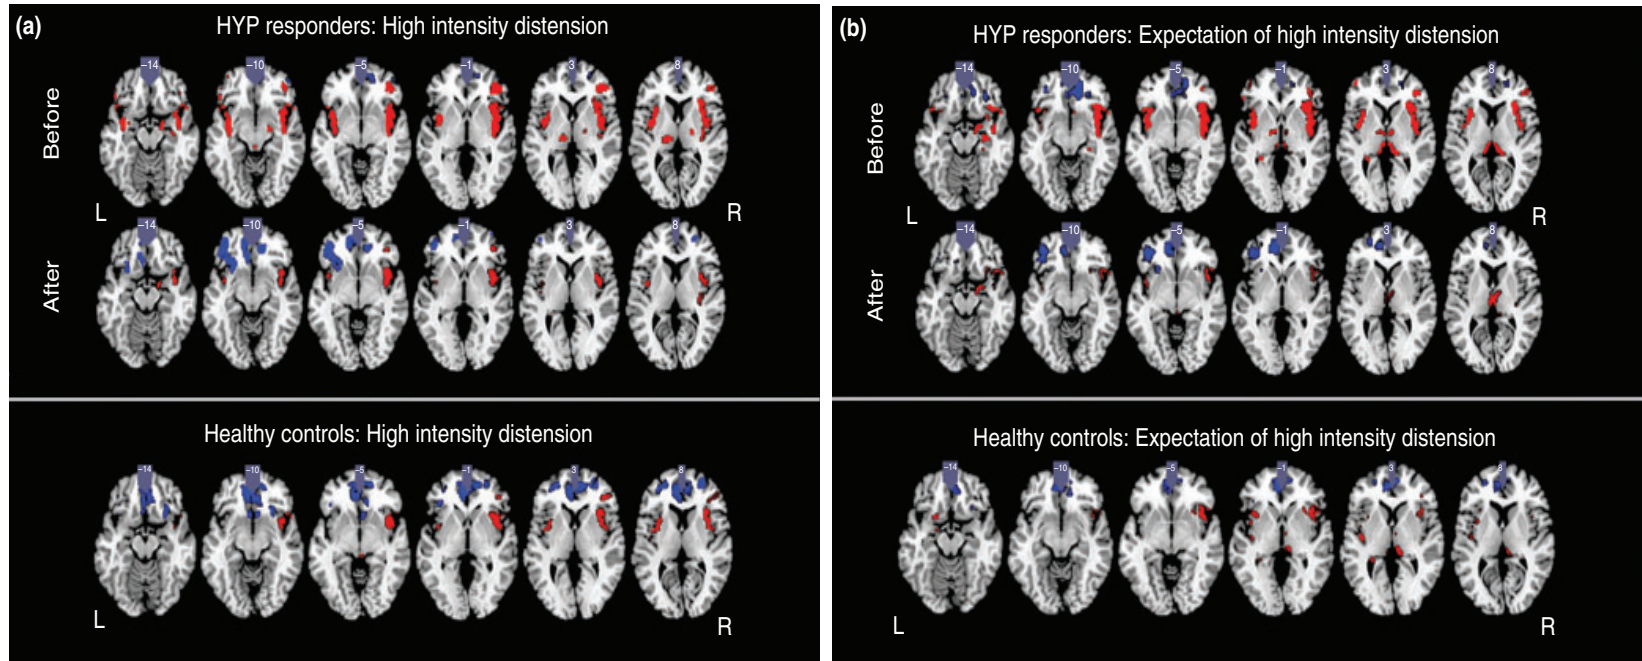 (a)
HYP responders: High intensity distension
Before
–14 –10 –5 –1 3 8
L R
After
–14 –10 –5 –1 3 8
Healthy controls: High intensity distension
–14 –10 –5 –1 3 8
L R
(b)
HYP responders: Expectation of high intensity distension
Before
–14 –10 –5 –1 3 8
L R
After
–14 –10 –5 –1 3 8
Healthy controls: Expectation of high intensity distension
–14 –10 –5 –1 3 8
L R